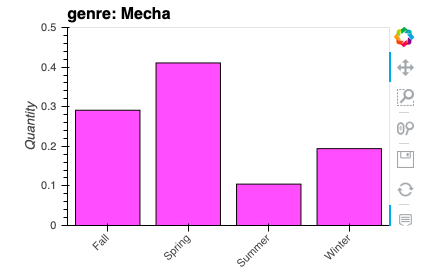 genre: Mecha
0.5
0.4
0.3
0.2
0.1
0
Quantity
Fall
Spring
Summer
Winter